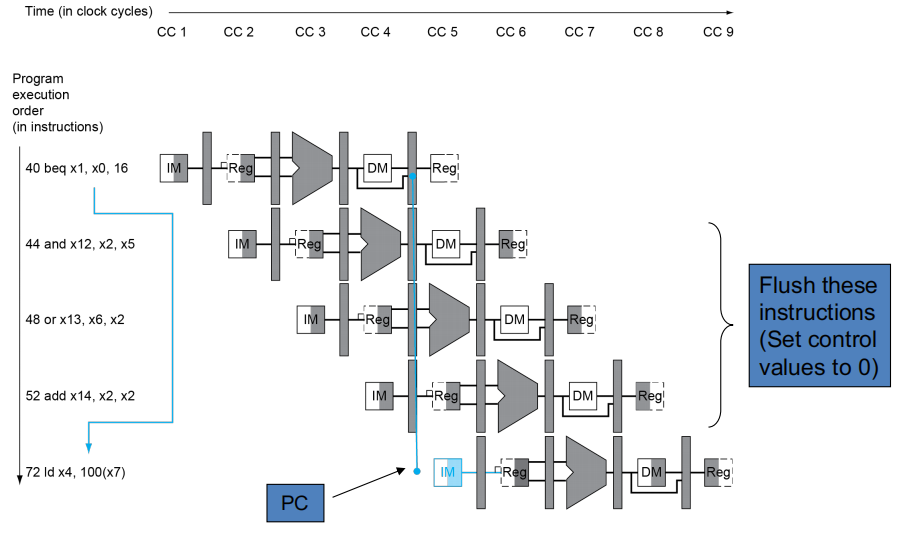 Time (in clock cycles)
CC 1 CC 2 CC 3 CC 4 CC 5 CC 6 CC 7 CC 8 CC 9
Program
execution
order
(in instructions)
40 beq x1, x0, 16
IM Reg DM Reg
44 and x12, x2, x5
IM Reg DM Reg
48 or x13, x6, x2
IM Reg DM Reg
52 add x14, x2, x2
IM Reg DM Reg
72 ld x4, 100(x7)
IM Reg DM Reg
PC
Flush these
instructions
(Set control
values to 0)